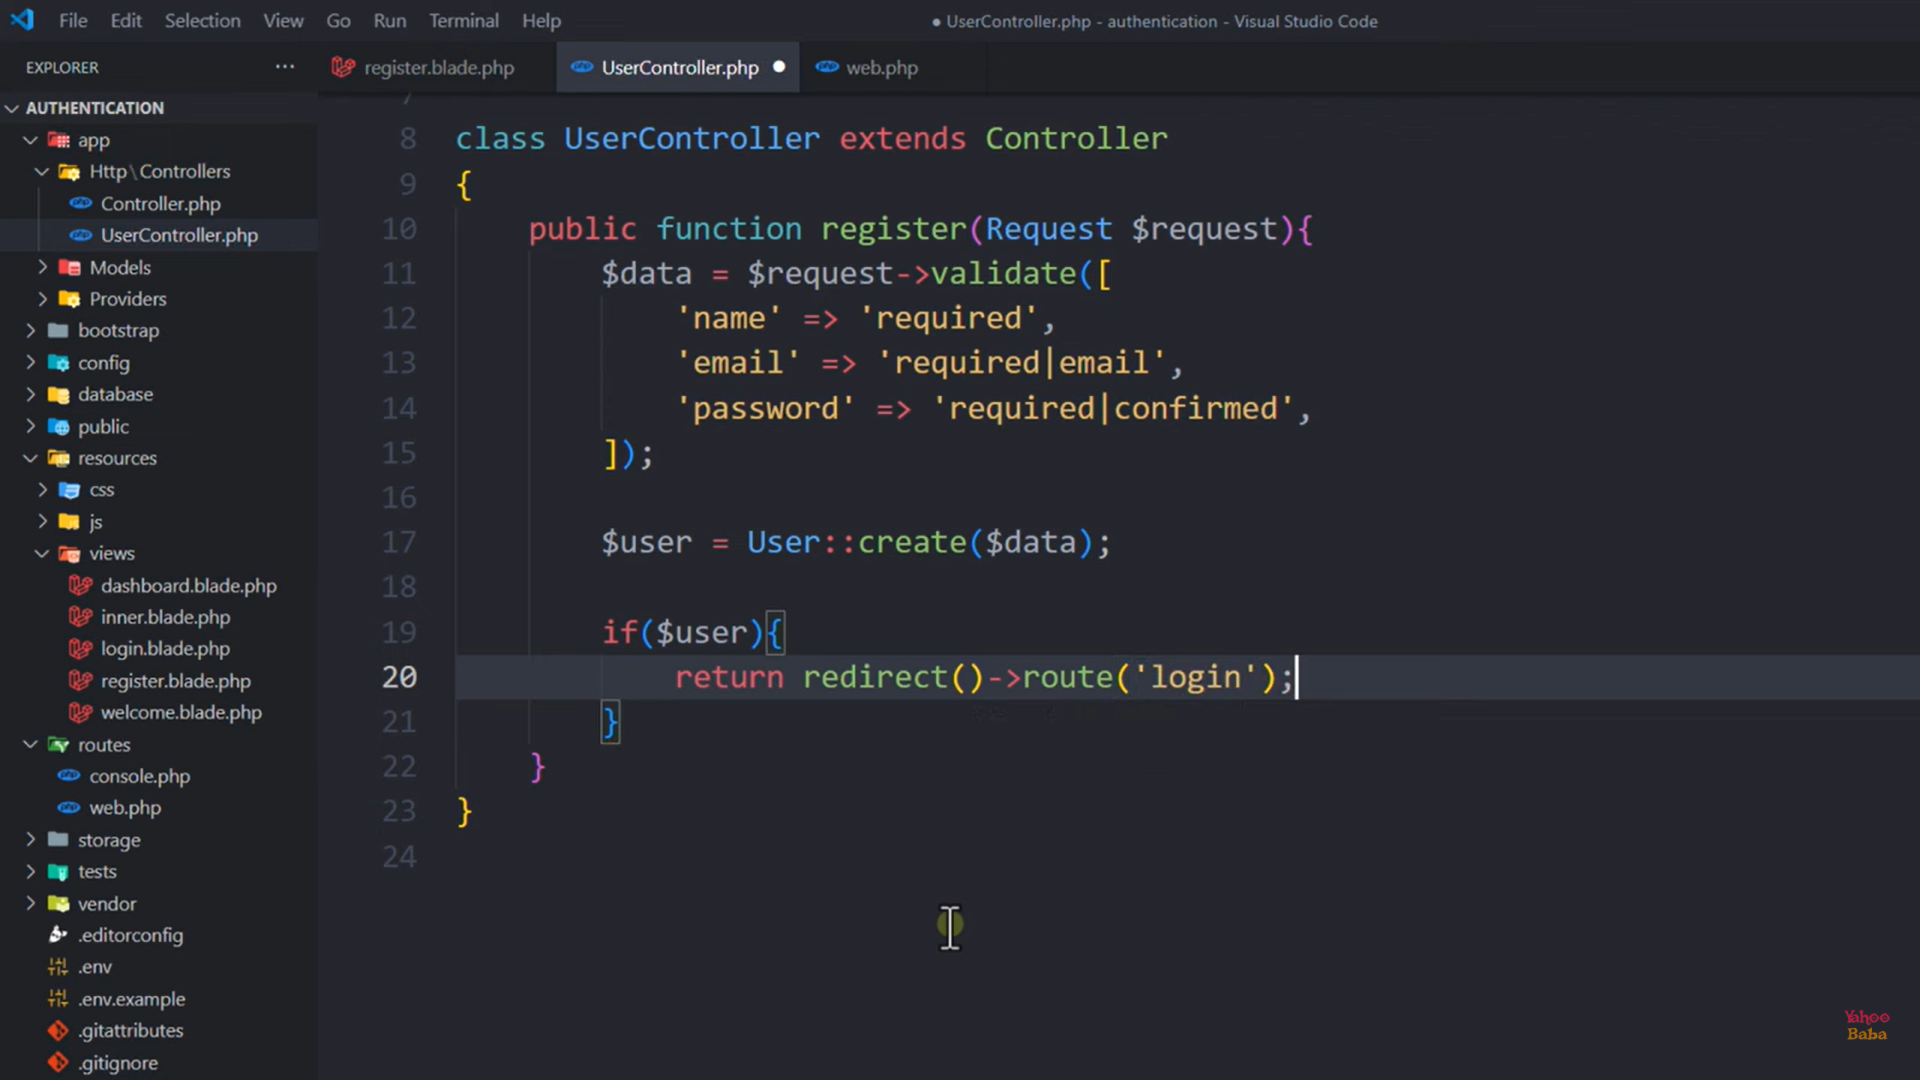 File Edit Selection View Go Run Terminal Help
● UserController.php - authentication - Visual Studio Code
EXPLORER ···
register.blade.php
UserController.php ●
web.php
AUTHENTICATION
app
Http\Controllers
Controller.php
UserController.php
Models
Providers
bootstrap
config
database
public
resources
css
js
views
dashboard.blade.php
inner.blade.php
login.blade.php
register.blade.php
welcome.blade.php
routes
console.php
web.php
storage
tests
vendor
.editorconfig
.env
.env.example
.gitattributes
.gitignore
8 class UserController extends Controller
9 {
10 public function register(Request $request){
11 $data = $request->validate([
12 'name' => 'required',
13 'email' => 'required|email',
14 'password' => 'required|confirmed',
15 ]);
16
17 $user = User::create($data);
18
19 if($user){
20 return redirect()->route('login');
21 }
22 }
23 }
24
Yahoo
Baba